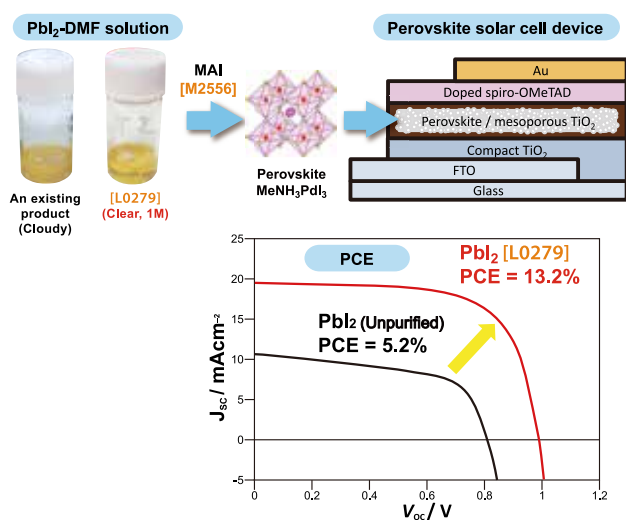 PbI₂-DMF solution
Perovskite solar cell device
MAI
[M2556]
An existing
product
(Cloudy)
[L0279]
(Clear, 1M)
Perovskite
MeNH₃PdI₃
Au
Doped spiro-OMeTAD
Perovskite / mesoporous TiO₂
Compact TiO₂
FTO
Glass
PCE
PbI₂ [L0279]
PCE = 13.2%
PbI₂ (Unpurified)
PCE = 5.2%
Jsc / mAcm⁻²
25
20
15
10
5
0
-5
0
0.2
0.4
0.6
0.8
1
1.2
Voc / V